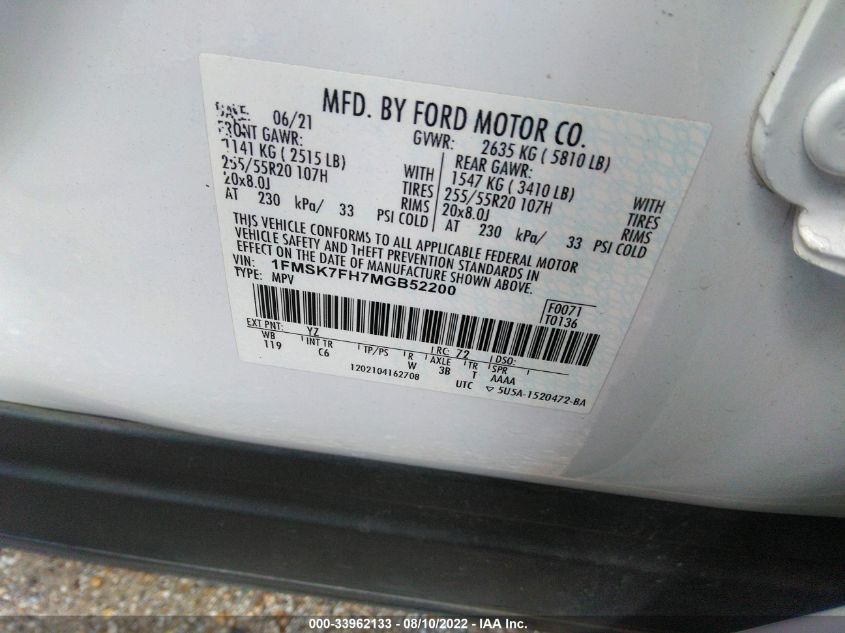 MFD. BY FORD MOTOR CO.
DATE: 06/21 GVWR: 2635 KG ( 5810 LB)
FRONT GAWR: REAR GAWR:
1141 KG ( 2515 LB) WITH 1547 KG ( 3410 LB) WITH
255/55R20 107H TIRES 255/55R20 107H TIRES
20x8.0J RIMS 20x8.0J RIMS
AT 230 kPa/ 33 PSI COLD AT 230 kPa/ 33 PSI COLD
THIS VEHICLE CONFORMS TO ALL APPLICABLE FEDERAL MOTOR
VEHICLE SAFETY AND THEFT PREVENTION STANDARDS IN
EFFECT ON THE DATE OF MANUFACTURE SHOWN ABOVE.
VIN: 1FMSK7FH7MGB52200
TYPE: MPV
F0071
T0136
EXT PNT: YZ RC: 72 DSO:
WB INT TR TP/PS R AXLE TR SPR
119 C6 W 3B T AAAA
1202104162708 UTC ▽ 5U5A-1520472-BA
000-33962133 - 08/10/2022 - IAA Inc.